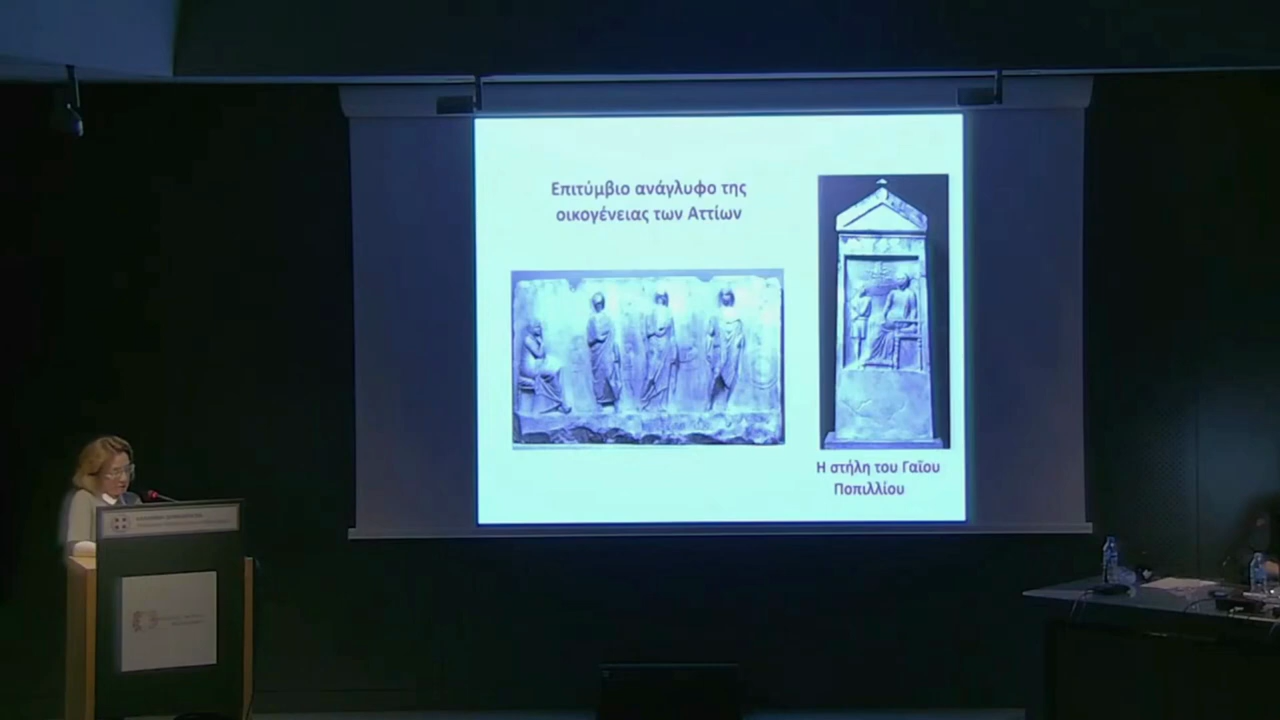 Επιτύμβιο ανάγλυφο της
οικογένειας των Αττίων
Η στήλη του Γαΐου
Ποπιλλίου